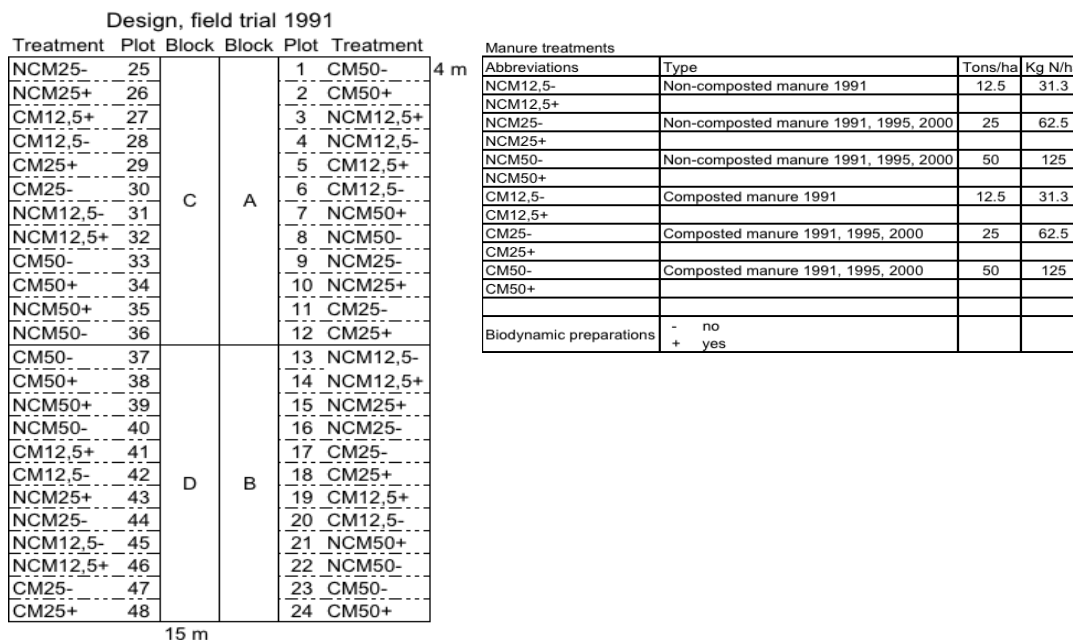 Design, field trial 1991
Treatment Plot Block Block Plot Treatment
NCM25- 25 1 CM50- 4 m
NCM25+ 26 2 CM50+
CM12,5+ 27 3 NCM12,5+
CM12,5- 28 4 NCM12,5-
CM25+ 29 5 CM12,5+
CM25- 30 6 CM12,5-
C A
NCM12,5- 31 7 NCM50+
NCM12,5+ 32 8 NCM50-
CM50- 33 9 NCM25-
CM50+ 34 10 NCM25+
NCM50+ 35 11 CM25-
NCM50- 36 12 CM25+
CM50- 37 13 NCM12,5-
CM50+ 38 14 NCM12,5+
NCM50+ 39 15 NCM25+
NCM50- 40 16 NCM25-
CM12,5+ 41 17 CM25-
CM12,5- 42 18 CM25+
D B
NCM25+ 43 19 CM12,5+
NCM25- 44 20 CM12,5-
NCM12,5- 45 21 NCM50+
NCM12,5+ 46 22 NCM50-
CM25- 47 23 CM50-
CM25+ 48 24 CM50+
15 m
Manure treatments
Abbreviations Type Tons/ha Kg N/h
NCM12,5- Non-composted manure 1991 12.5 31.3
NCM12,5+
NCM25- Non-composted manure 1991, 1995, 2000 25 62.5
NCM25+
NCM50- Non-composted manure 1991, 1995, 2000 50 125
NCM50+
CM12,5- Composted manure 1991 12.5 31.3
CM12,5+
CM25- Composted manure 1991, 1995, 2000 25 62.5
CM25+
CM50- Composted manure 1991, 1995, 2000 50 125
CM50+
Biodynamic preparations - no
+ yes